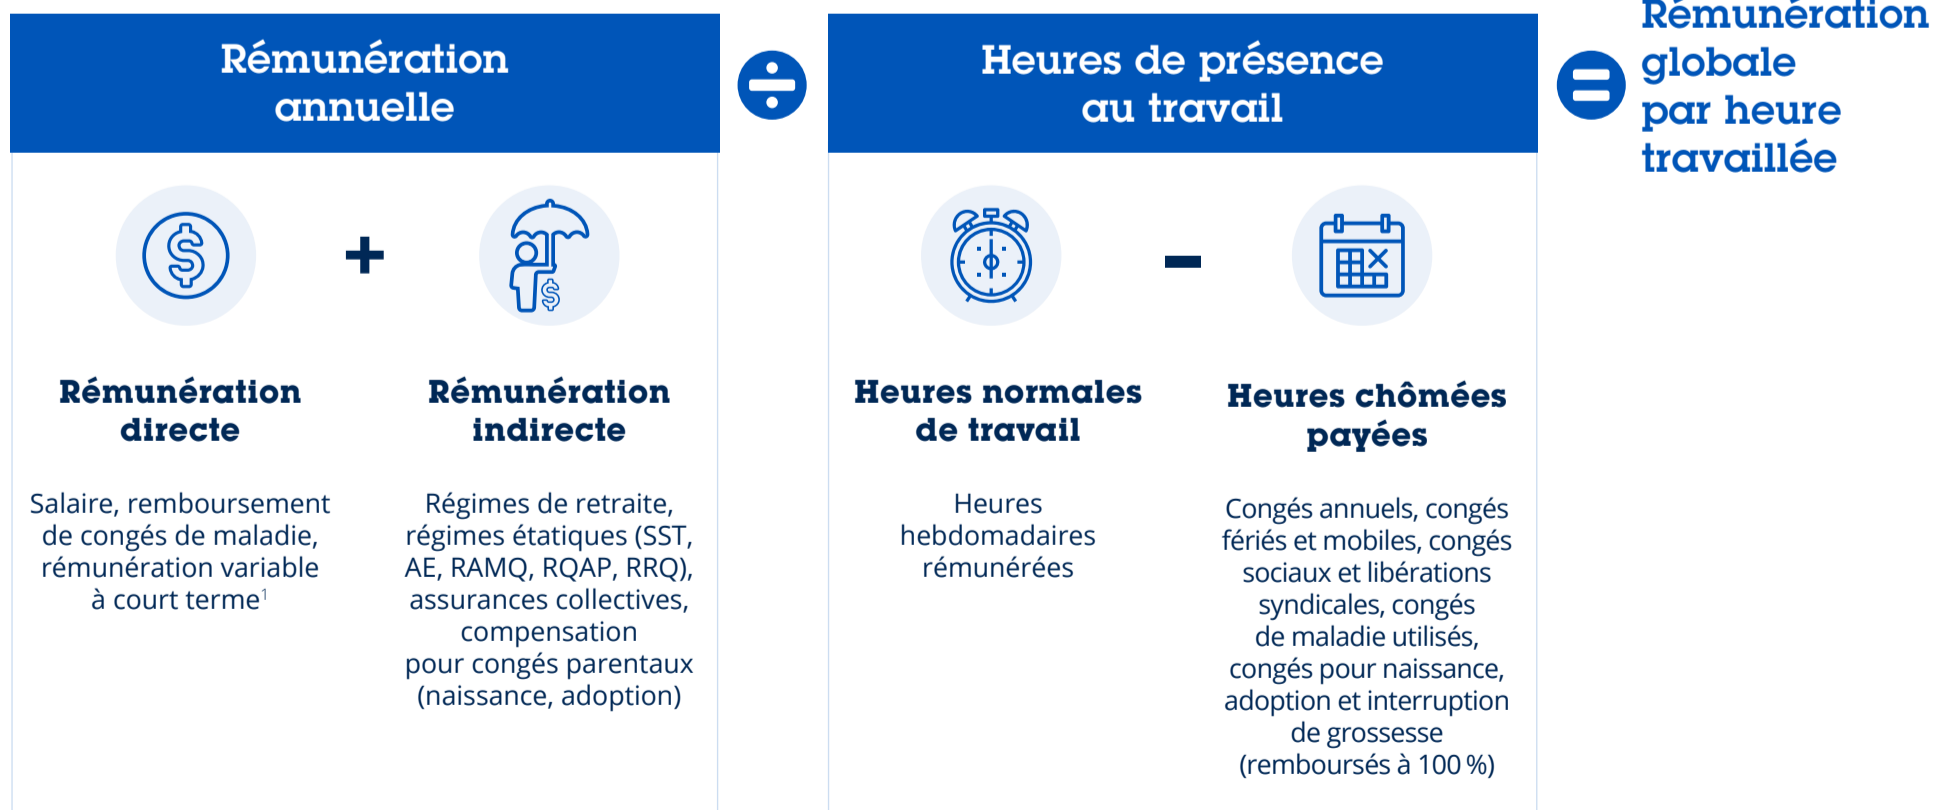 Rémunération
annuelle
÷
Heures de présence
au travail
=
Rémunération
globale
par heure
travaillée
+
–
Rémunération
directe
Salaire, remboursement
de congés de maladie,
rémunération variable
à court terme¹
Rémunération
indirecte
Régimes de retraite,
régimes étatiques (SST,
AE, RAMQ, RQAP, RRQ),
assurances collectives,
compensation
pour congés parentaux
(naissance, adoption)
Heures normales
de travail
Heures
hebdomadaires
rémunérées
Heures chômées
payées
Congés annuels, congés
fériés et mobiles, congés
sociaux et libérations
syndicales, congés
de maladie utilisés,
congés pour naissance,
adoption et interruption
de grossesse
(remboursés à 100 %)